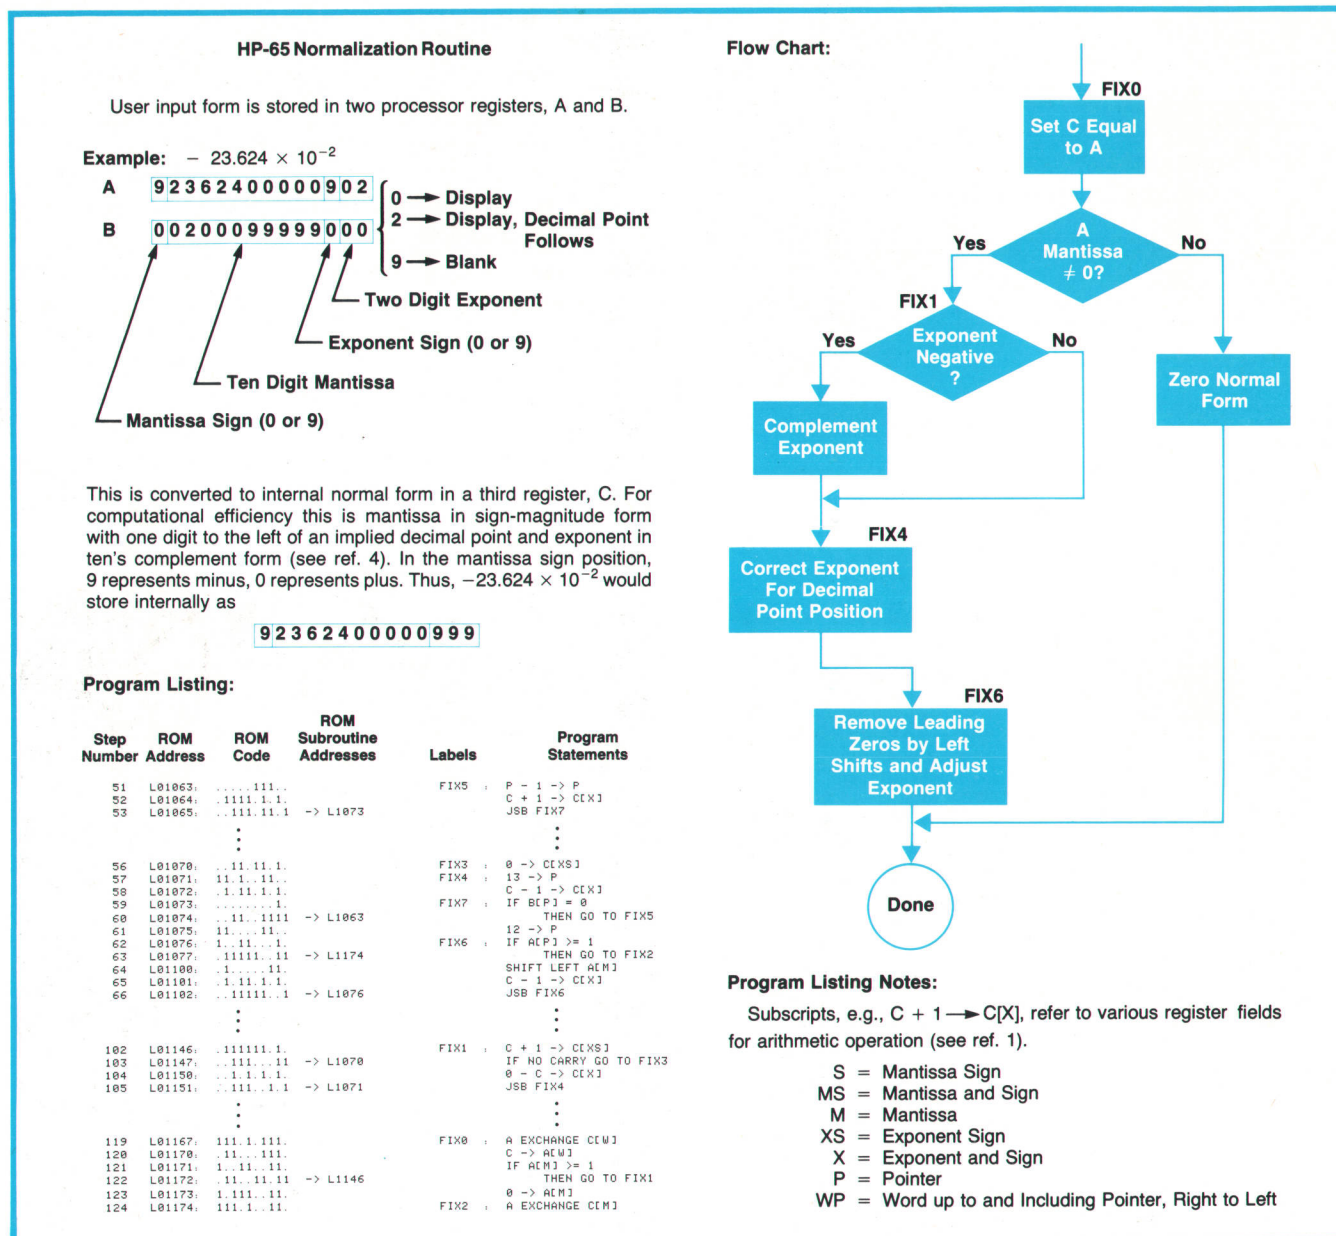 HP-65 Normalization Routine
User input form is stored in two processor registers, A and B.
Example: − 23.624 × 10⁻²
A 9 2 3 6 2 4 0 0 0 0 0 9 0 2
B 0 0 2 0 0 0 9 9 9 9 9 0 0 0
0 → Display
2 → Display, Decimal Point
Follows
9 → Blank
Two Digit Exponent
Exponent Sign (0 or 9)
Ten Digit Mantissa
Mantissa Sign (0 or 9)
This is converted to internal normal form in a third register, C. For
computational efficiency this is mantissa in sign-magnitude form
with one digit to the left of an implied decimal point and exponent in
ten's complement form (see ref. 4). In the mantissa sign position,
9 represents minus, 0 represents plus. Thus, −23.624 × 10⁻² would
store internally as
9 2 3 6 2 4 0 0 0 0 0 9 9 9
Program Listing:
Step Number ROM Address ROM Code ROM Subroutine Addresses Labels Program Statements
51 L01063: .....111.. FIX5 : P - 1 -> P
52 L01064: .1111.1.1. C + 1 -> C[X]
53 L01065: ..111.11.1 -> L1073 JSB FIX7
56 L01070: ..11.11.1. FIX3 : 0 -> C[XS]
57 L01071: 11.1..11.. FIX4 : 13 -> P
58 L01072: .1.11.1.1. C - 1 -> C[X]
59 L01073: ........1. FIX7 : IF B[P] = 0
60 L01074: ..11..1111 -> L1063 THEN GO TO FIX5
61 L01075: 11....11.. 12 -> P
62 L01076: 1..11...1. FIX6 : IF A[P] >= 1
63 L01077: .11111..11 -> L1174 THEN GO TO FIX2
64 L01100: .1.....11. SHIFT LEFT A[M]
65 L01101: .1.11.1.1. C - 1 -> C[X]
66 L01102: ..11111..1 -> L1076 JSB FIX6
102 L01146: .111111.1. FIX1 : C + 1 -> C[XS]
103 L01147: ..111...11 -> L1070 IF NO CARRY GO TO FIX3
104 L01150: ..1.1.1.1. 0 - C -> C[X]
105 L01151: ..111..1.1 -> L1071 JSB FIX4
119 L01167: 111.1.111. FIX0 : A EXCHANGE C[W]
120 L01170: .11...111. C -> A[W]
121 L01171: 1..11..11. IF A[M] >= 1
122 L01172: .11..11.11 -> L1146 THEN GO TO FIX1
123 L01173: 1.111..11. 0 -> A[M]
124 L01174: 111.1..11. FIX2 : A EXCHANGE C[M]
Flow Chart:
FIX0
Set C Equal
to A
A
Mantissa
≠ 0?
Yes
No
FIX1
Exponent
Negative
?
Yes
No
Zero Normal
Form
Complement
Exponent
FIX4
Correct Exponent
For Decimal
Point Position
FIX6
Remove Leading
Zeros by Left
Shifts and Adjust
Exponent
Done
Program Listing Notes:
Subscripts, e.g., C + 1 → C[X], refer to various register fields
for arithmetic operation (see ref. 1).
S = Mantissa Sign
MS = Mantissa and Sign
M = Mantissa
XS = Exponent Sign
X = Exponent and Sign
P = Pointer
WP = Word up to and Including Pointer, Right to Left